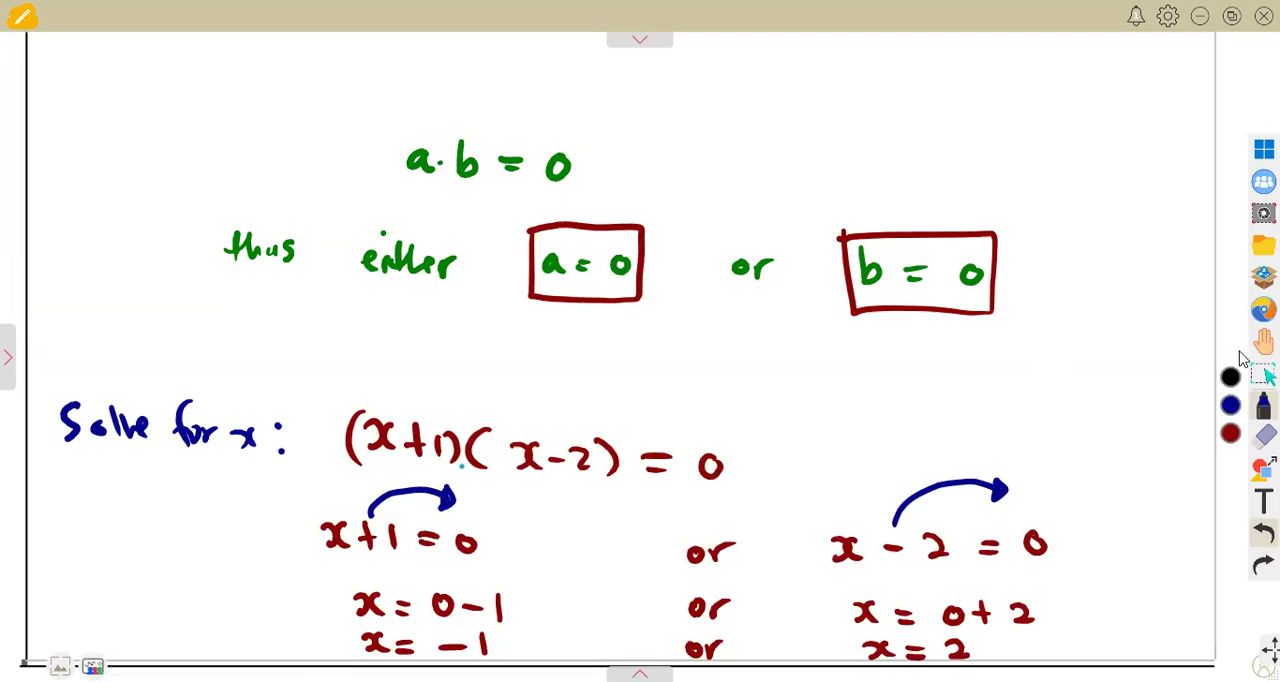 a·b = 0
thus either a = 0 or b = 0
Solve for x: (x+1)(x-2) = 0
x+1 = 0 or x - 2 = 0
x = 0-1 or x = 0+2
x = -1 or x = 2
T